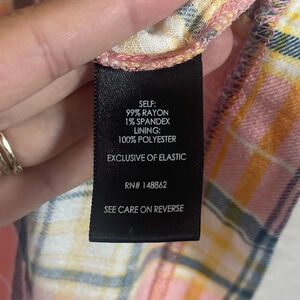 SELF:
99% RAYON
1% SPANDEX
LINING:
100% POLYESTER
EXCLUSIVE OF ELASTIC
RN# 148862
SEE CARE ON REVERSE